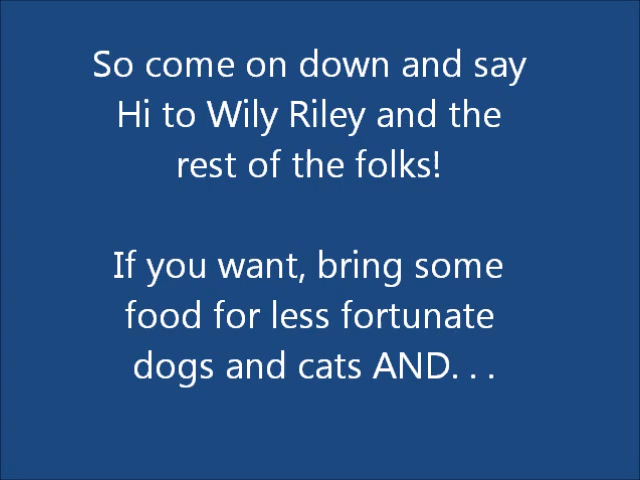 So come on down and say
Hi to Wily Riley and the
rest of the folks!
If you want, bring some
food for less fortunate
dogs and cats AND. . .